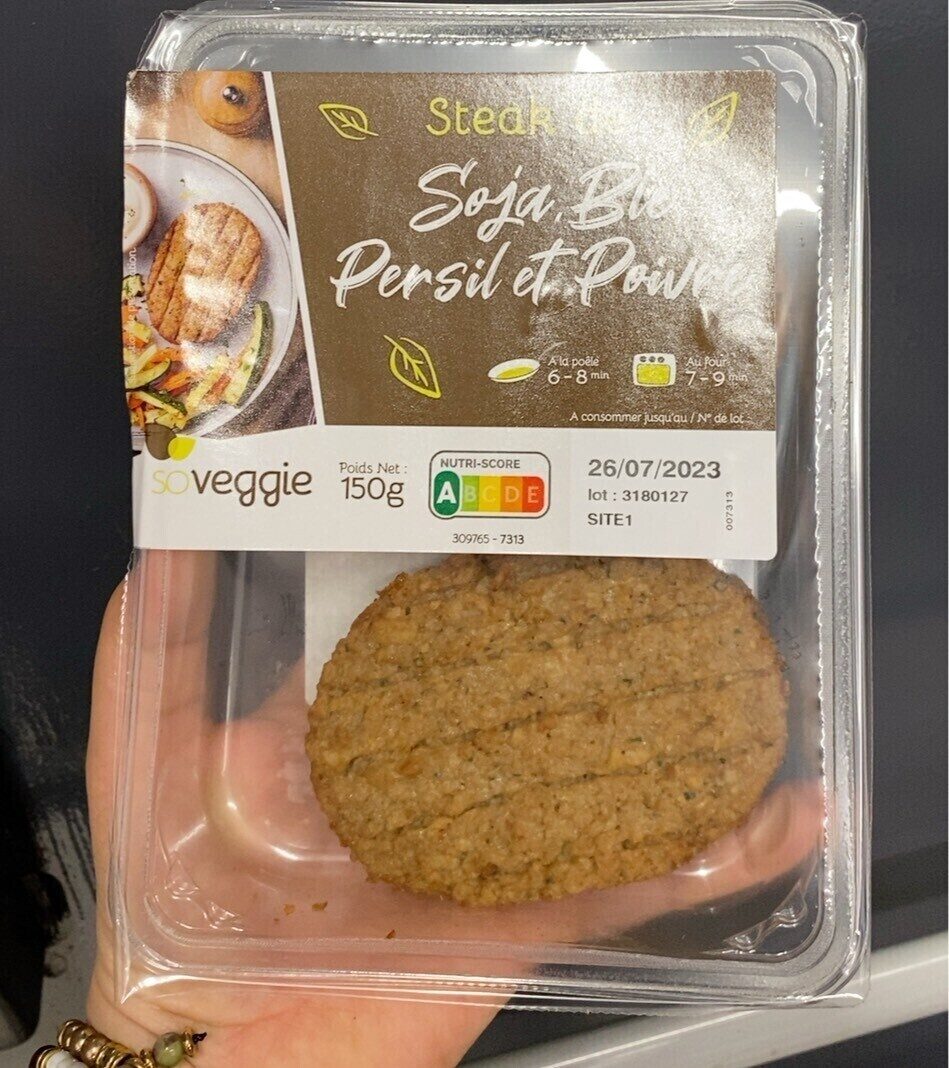 Steak de
Soja, Blé
Persil et Poivre
A la poêle
6-8 min
Au Four
7-9 min
A consommer jusqu'au / N° de lot
soveggie
Poids Net :
150g
NUTRI-SCORE
A B C D E
26/07/2023
lot : 3180127
SITE1
007313
309765 - 7313